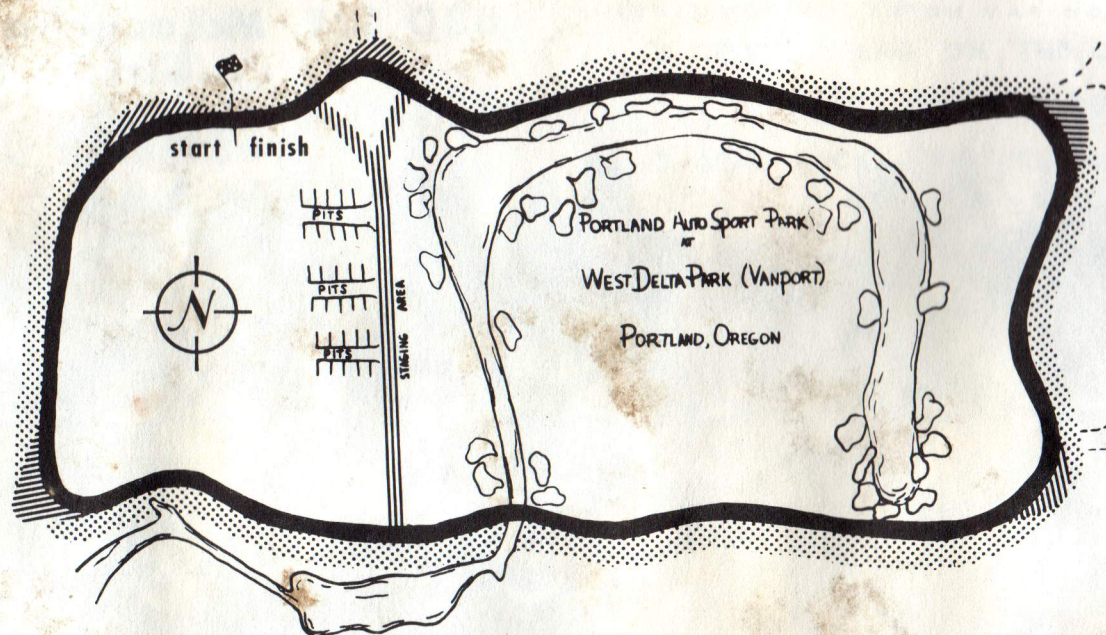 start finish
PITS
PITS
PITS
N
STAGING AREA
PORTLAND AUTO SPORT PARK
AT
WEST DELTA PARK (VANPORT)
PORTLAND, OREGON